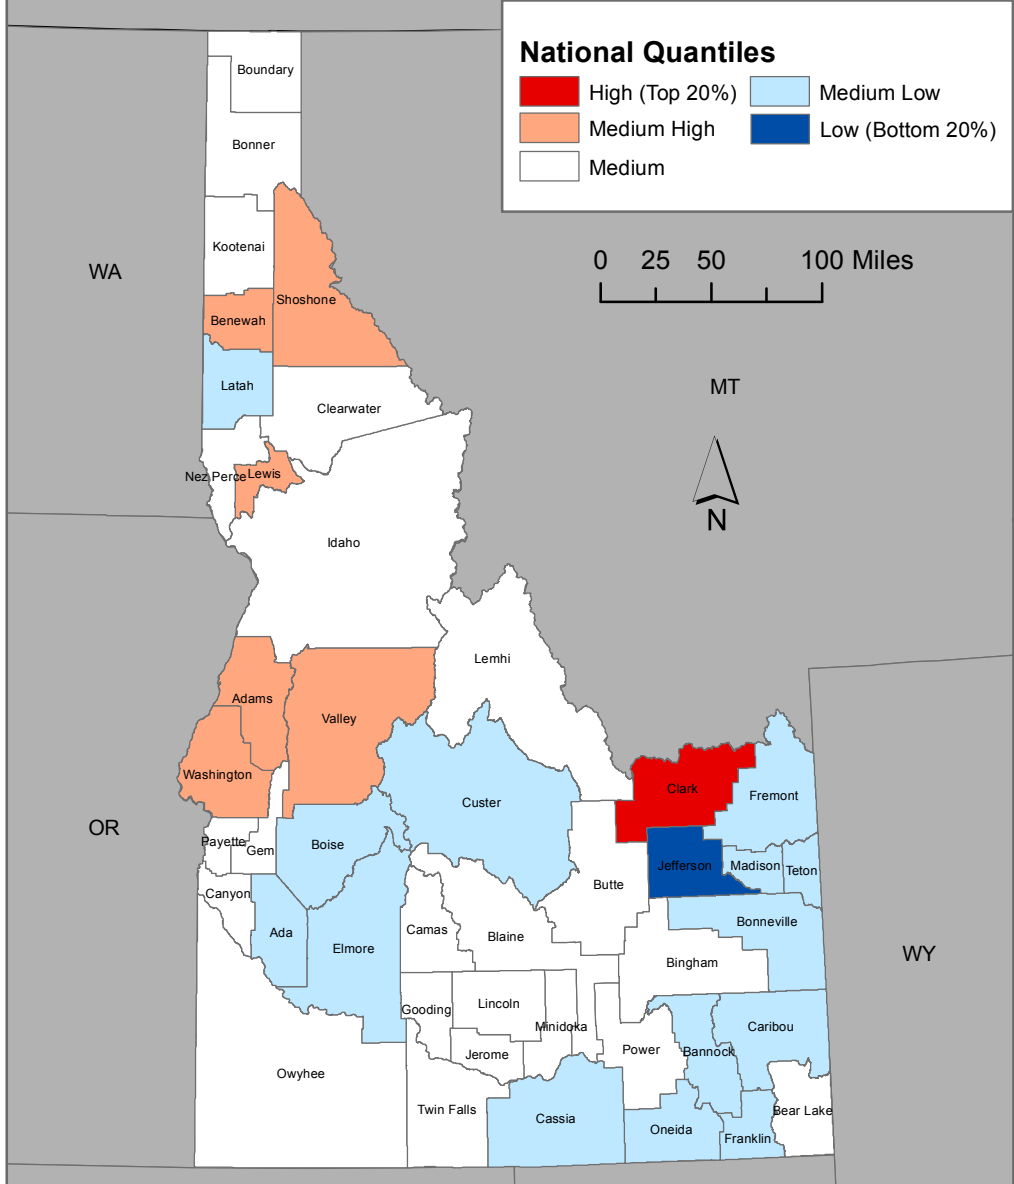 National Quantiles
High (Top 20%)
Medium Low
Medium High
Low (Bottom 20%)
Medium
0 25 50 100 Miles
Boundary
Bonner
Kootenai
WA
Shoshone
Benewah
Latah
MT
Clearwater
Nez Perce
Lewis
N
Idaho
Lemhi
Adams
Valley
Washington
Clark
Fremont
Custer
OR
Payette
Gem
Boise
Jefferson
Madison
Teton
Butte
Canyon
Ada
Elmore
Camas
Blaine
Bonneville
Bingham
WY
Gooding
Lincoln
Minidoka
Caribou
Jerome
Power
Bannock
Owyhee
Twin Falls
Cassia
Bear Lake
Oneida
Franklin